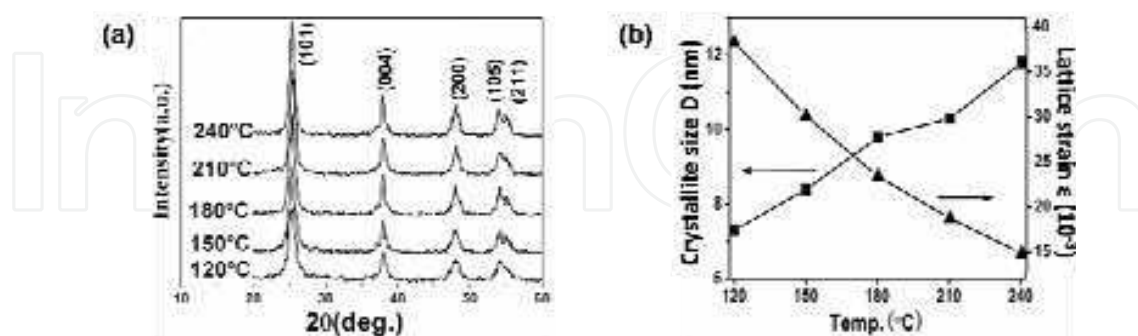 (a)
Intensity(a.u.)
(101)
(004)
(200)
(105)
(211)
240°C
210°C
180°C
150°C
120°C
10 20 30 40 50 60
2θ(deg.)
(b)
Crystallite size D (nm)
12
10
8
6
Lattice strain ε (10⁻³)
40
35
30
25
20
15
120 150 180 210 240
Temp.(°C)